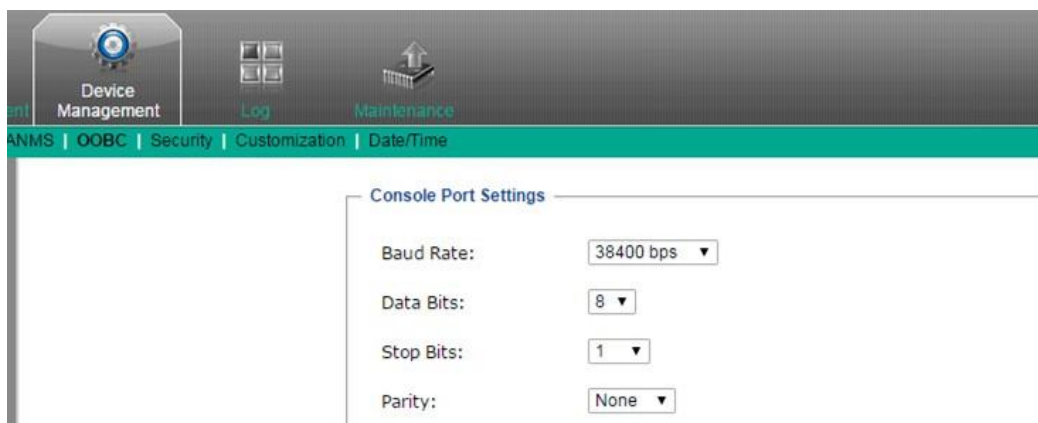 Device
Management
Log
Maintenance
ANMS | OOBC | Security | Customization | Date/Time
Console Port Settings
Baud Rate: 38400 bps
Data Bits: 8
Stop Bits: 1
Parity: None